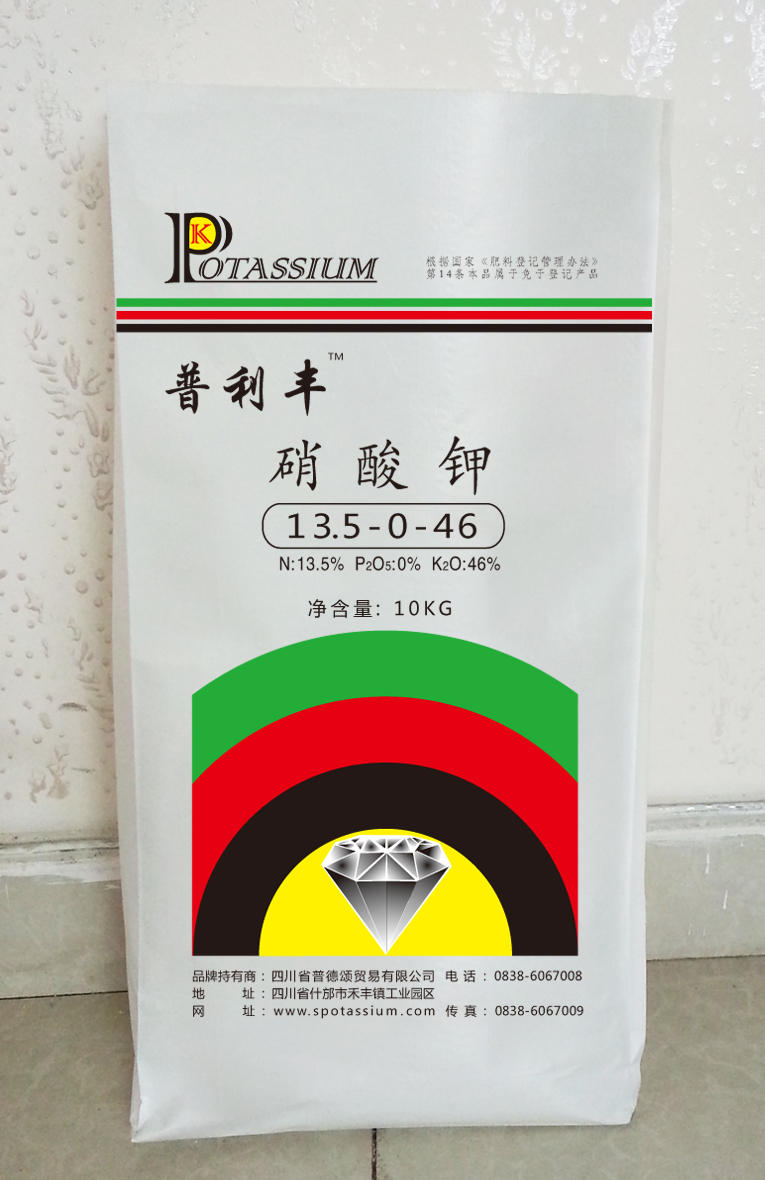 POTASSIUM
K
根据国家《肥料登记管理办法》
第14条本品属于免于登记产品
普利丰™
硝酸钾
13.5-0-46
N:13.5% P2O5:0% K2O:46%
净含量: 10KG
品牌持有商: 四川省普德颂贸易有限公司 电话: 0838-6067008
地址: 四川省什邡市禾丰镇工业园区
网址: www.spotassium.com 传真: 0838-6067009